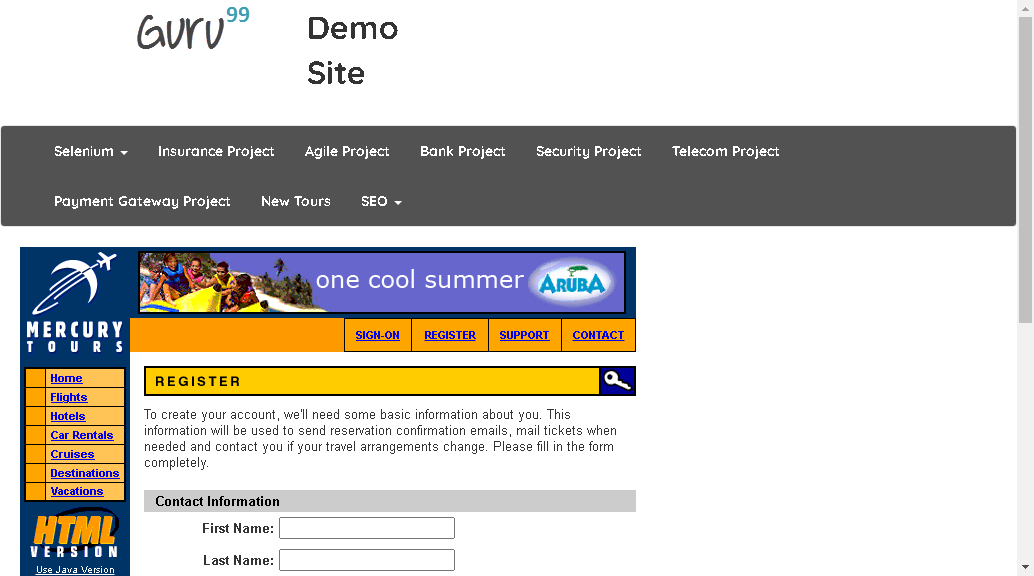 Guru99
Demo
Site
Selenium
Insurance Project
Agile Project
Bank Project
Security Project
Telecom Project
Payment Gateway Project
New Tours
SEO
one cool summer
ARUBA
MERCURY
TOURS
SIGN-ON
REGISTER
SUPPORT
CONTACT
Home
Flights
Hotels
Car Rentals
Cruises
Destinations
Vacations
HTML
VERSION
Use Java Version
REGISTER
To create your account, we'll need some basic information about you. This
information will be used to send reservation confirmation emails, mail tickets when
needed and contact you if your travel arrangements change. Please fill in the form
completely.
Contact Information
First Name:
Last Name: